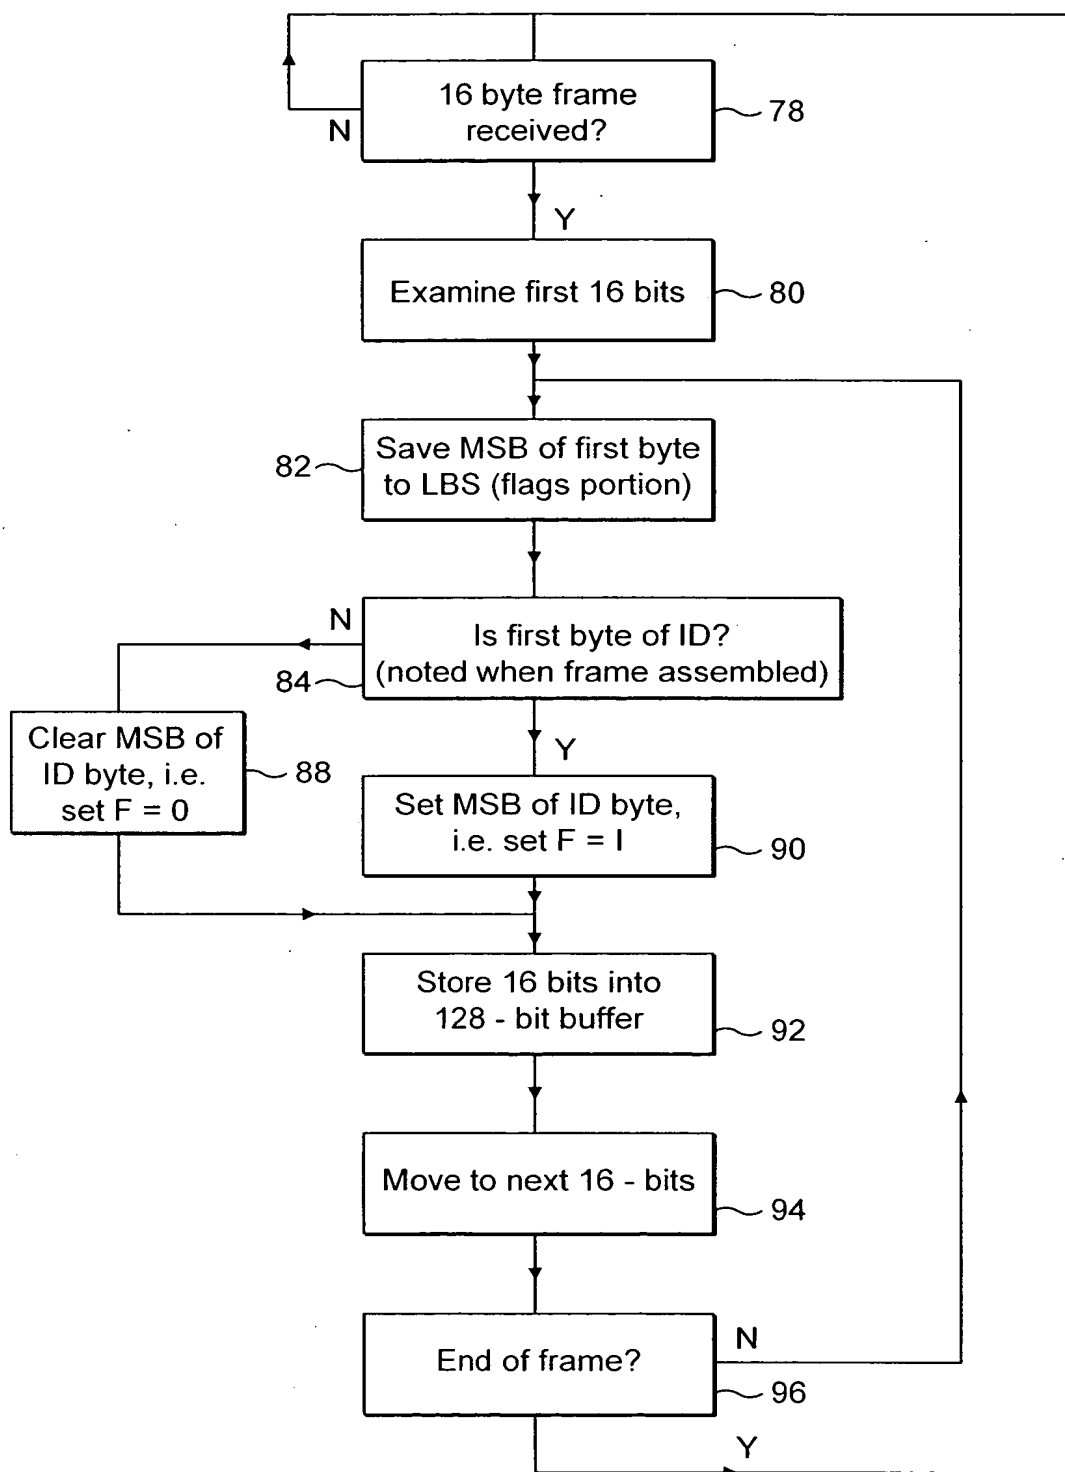 16 byte frame
received?
78
N
Y
Examine first 16 bits
80
Save MSB of first byte
to LBS (flags portion)
82
N
Is first byte of ID?
(noted when frame assembled)
84
Clear MSB of
ID byte, i.e.
set F = 0
88
Y
Set MSB of ID byte,
i.e. set F = I
90
Store 16 bits into
128 - bit buffer
92
Move to next 16 - bits
94
End of frame?
N
96
Y